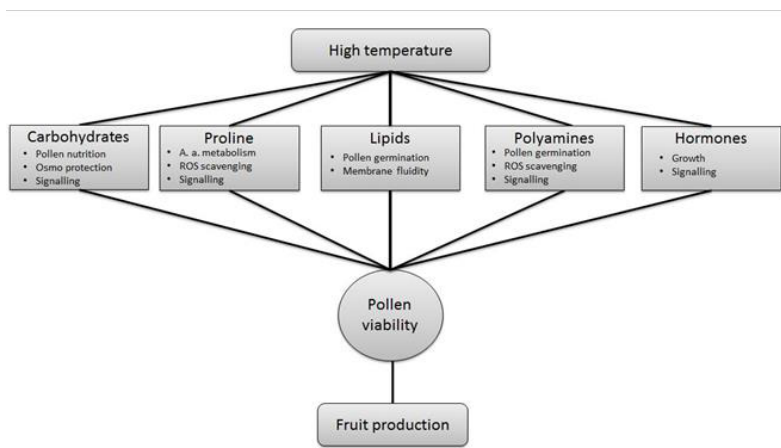 High temperature
Carbohydrates
• Pollen nutrition
• Osmo protection
• Signalling
Proline
• A. a. metabolism
• ROS scavenging
• Signalling
Lipids
• Pollen germination
• Membrane fluidity
Polyamines
• Pollen germination
• ROS scavenging
• Signalling
Hormones
• Growth
• Signalling
Pollen
viability
Fruit production